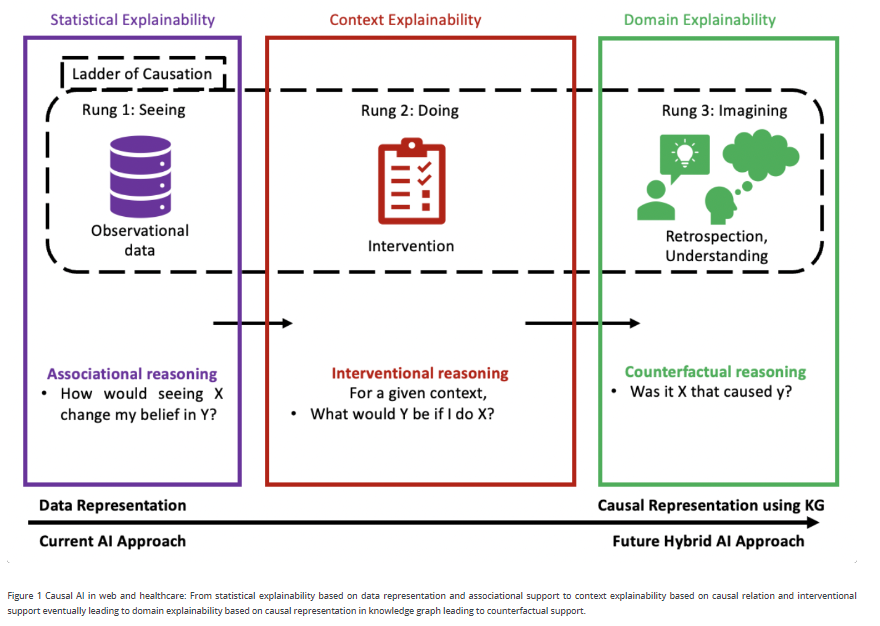 Statistical Explainability
Context Explainability
Domain Explainability
Ladder of Causation
Rung 1: Seeing
Observational
data
Rung 2: Doing
Intervention
Rung 3: Imagining
Retrospection,
Understanding
Associational reasoning
• How would seeing X
change my belief in Y?
Interventional reasoning
For a given context,
• What would Y be if I do X?
Counterfactual reasoning
• Was it X that caused y?
Data Representation
Causal Representation using KG
Current AI Approach
Future Hybrid AI Approach
Figure 1 Causal AI in web and healthcare: From statistical explainability based on data representation and associational support to context explainability based on causal relation and interventional
support eventually leading to domain explainability based on causal representation in knowledge graph leading to counterfactual support.